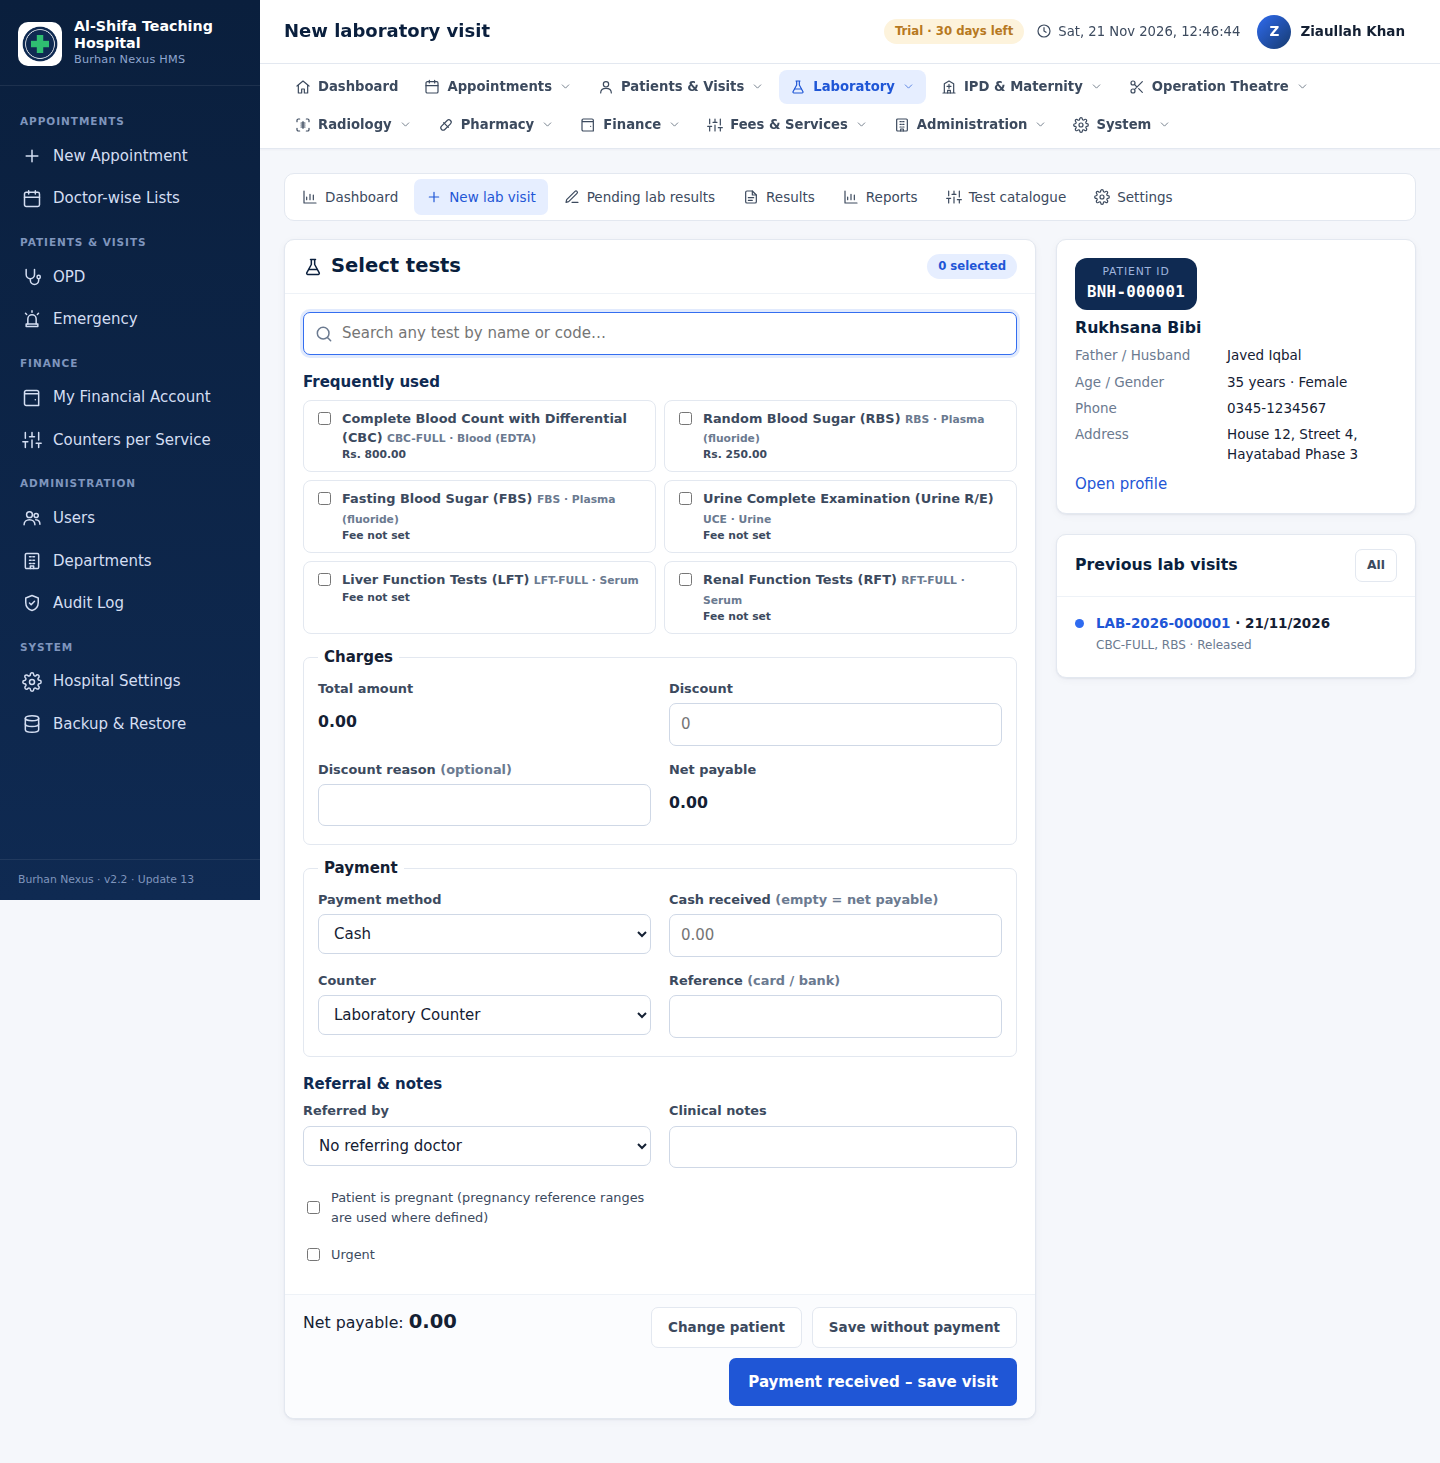 Al-Shifa Teaching
Hospital
Burhan Nexus HMS
APPOINTMENTS
New Appointment
Doctor-wise Lists
PATIENTS & VISITS
OPD
Emergency
FINANCE
My Financial Account
Counters per Service
ADMINISTRATION
Users
Departments
Audit Log
SYSTEM
Hospital Settings
Backup & Restore
Burhan Nexus · v2.2 · Update 13
New laboratory visit
Trial · 30 days left
Sat, 21 Nov 2026, 12:46:44
Z
Ziaullah Khan
Dashboard Appointments Patients & Visits Laboratory IPD & Maternity Operation Theatre
Radiology Pharmacy Finance Fees & Services Administration System
Dashboard New lab visit Pending lab results Results Reports Test catalogue Settings
Select tests
0 selected
Search any test by name or code...
Frequently used
Complete Blood Count with Differential
(CBC) CBC-FULL · Blood (EDTA)
Rs. 800.00
Random Blood Sugar (RBS) RBS · Plasma
(fluoride)
Rs. 250.00
Fasting Blood Sugar (FBS) FBS · Plasma
(fluoride)
Fee not set
Urine Complete Examination (Urine R/E)
UCE · Urine
Fee not set
Liver Function Tests (LFT) LFT-FULL · Serum
Fee not set
Renal Function Tests (RFT) RFT-FULL ·
Serum
Fee not set
Charges
Total amount
0.00
Discount
0
Discount reason (optional)
Net payable
0.00
Payment
Payment method
Cash
Cash received (empty = net payable)
0.00
Counter
Laboratory Counter
Reference (card / bank)
Referral & notes
Referred by
No referring doctor
Clinical notes
Patient is pregnant (pregnancy reference ranges
are used where defined)
Urgent
Net payable: 0.00
Change patient
Save without payment
Payment received – save visit
PATIENT ID
BNH-000001
Rukhsana Bibi
Father / Husband Javed Iqbal
Age / Gender 35 years · Female
Phone 0345-1234567
Address House 12, Street 4,
Hayatabad Phase 3
Open profile
Previous lab visits
All
LAB-2026-000001 · 21/11/2026
CBC-FULL, RBS · Released